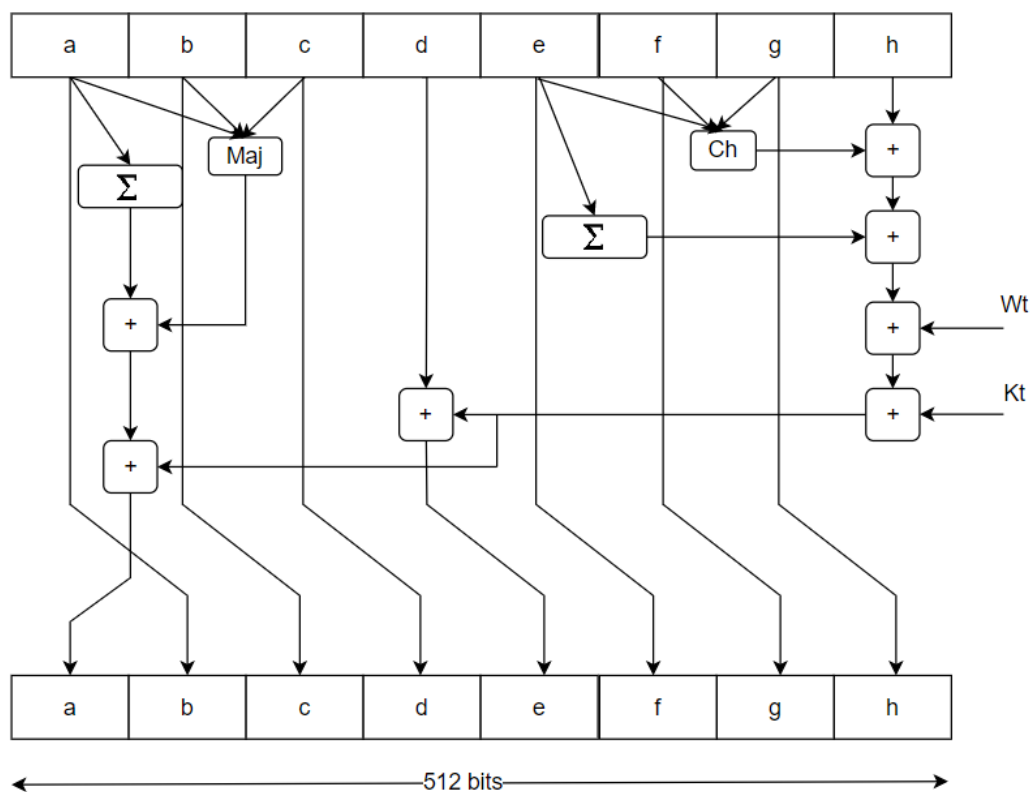 a b c d e f g h
Maj Ch +
Σ
Σ +
+ + Wt
+ + Kt
+
a b c d e f g h
512 bits